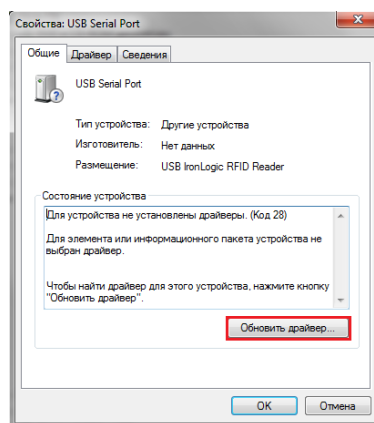 Свойства: USB Serial Port
Общие Драйвер Сведения
USB Serial Port
Тип устройства: Другие устройства
Изготовитель: Нет данных
Размещение: USB IronLogic RFID Reader
Состояние устройства
Для устройства не установлены драйверы. (Код 28)
Для элемента или информационного пакета устройства не
выбран драйвер.
Чтобы найти драйвер для этого устройства, нажмите кнопку
"Обновить драйвер".
Обновить драйвер...
OK Отмена